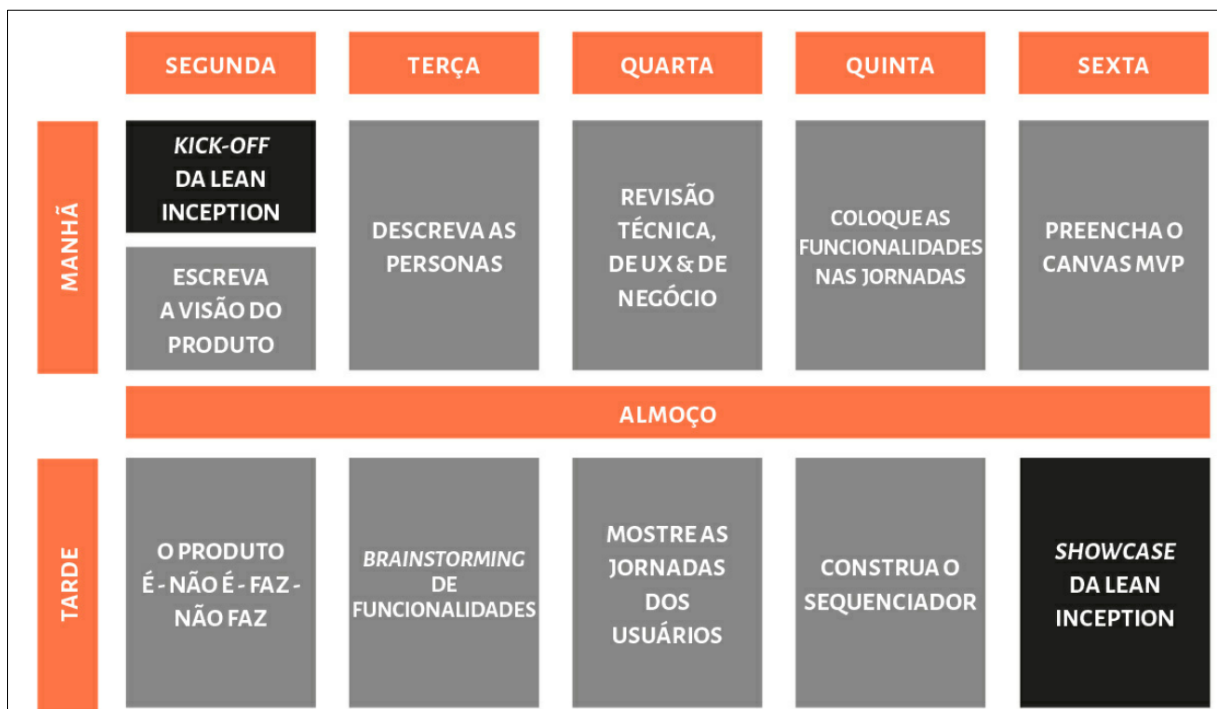 SEGUNDA
TERÇA
QUARTA
QUINTA
SEXTA
MANHÃ
KICK-OFF
DA LEAN
INCEPTION
ESCREVA
A VISÃO DO
PRODUTO
DESCREVA AS
PERSONAS
REVISÃO
TÉCNICA,
DE UX & DE
NEGÓCIO
COLOQUE AS
FUNCIONALIDADES
NAS JORNADAS
PREENCHA O
CANVAS MVP
ALMOÇO
TARDE
O PRODUTO
É - NÃO É - FAZ -
NÃO FAZ
BRAINSTORMING
DE
FUNCIONALIDADES
MOSTRE AS
JORNADAS
DOS
USUÁRIOS
CONSTRUA O
SEQUENCIADOR
SHOWCASE
DA LEAN
INCEPTION